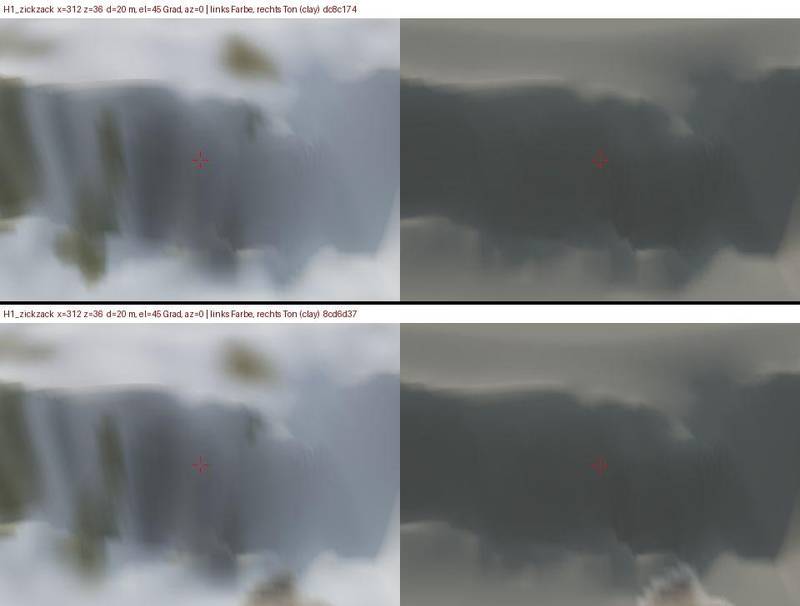 H1_zickzack x=312 z=36 d=20 m, el=45 Grad, az=0 | links Farbe, rechts Ton (clay) dc8c174
H1_zickzack x=312 z=36 d=20 m, el=45 Grad, az=0 | links Farbe, rechts Ton (clay) 8cd6d37